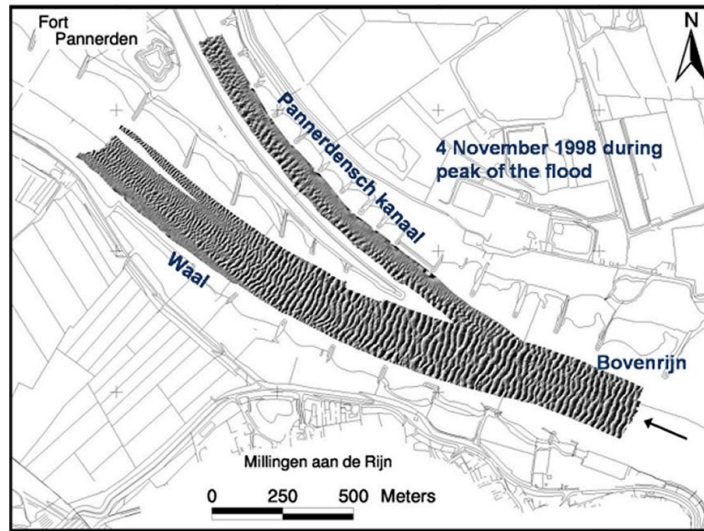 Fort
Pannerden
N
Pannerdensch kanaal
4 November 1998 during
peak of the flood
Waal
Bovenrijn
Millingen aan de Rijn
0 250 500 Meters